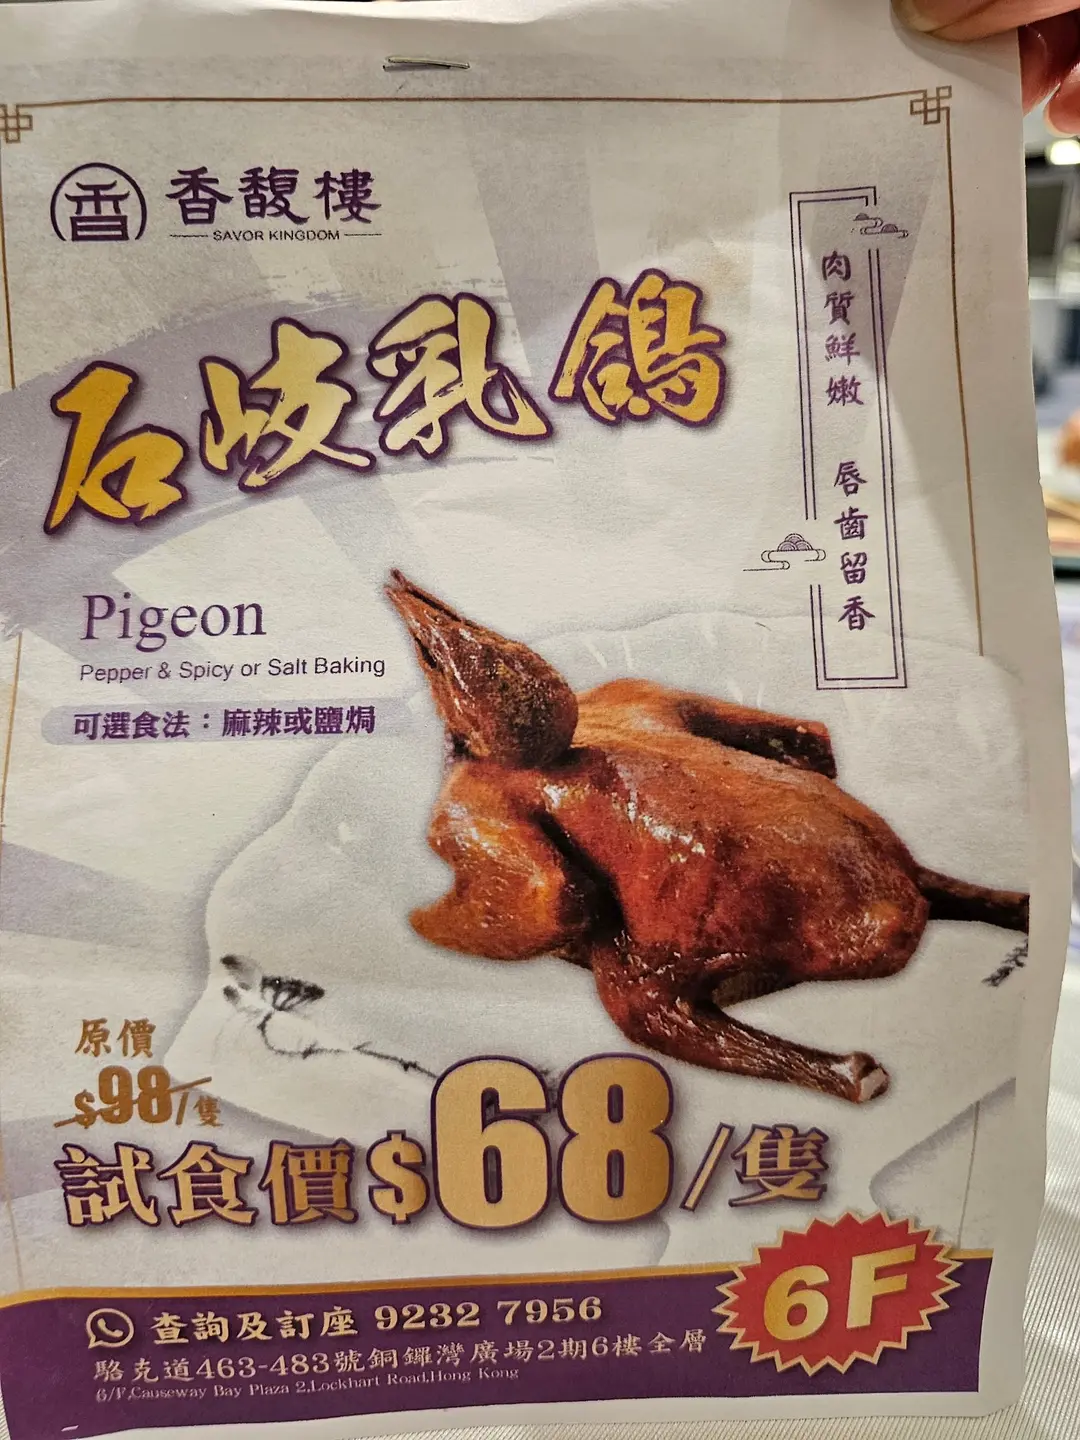 香
香馥樓
SAVOR KINGDOM
石岐乳鴿
肉質鮮嫩 唇齒留香
Pigeon
Pepper & Spicy or Salt Baking
可選食法：麻辣或鹽焗
原價
$98/隻
試食價$68/隻
6F
查詢及訂座 9232 7956
駱克道463-483號銅鑼灣廣場2期6樓全層
6/F,Causeway Bay Plaza 2,Lockhart Road,Hong Kong